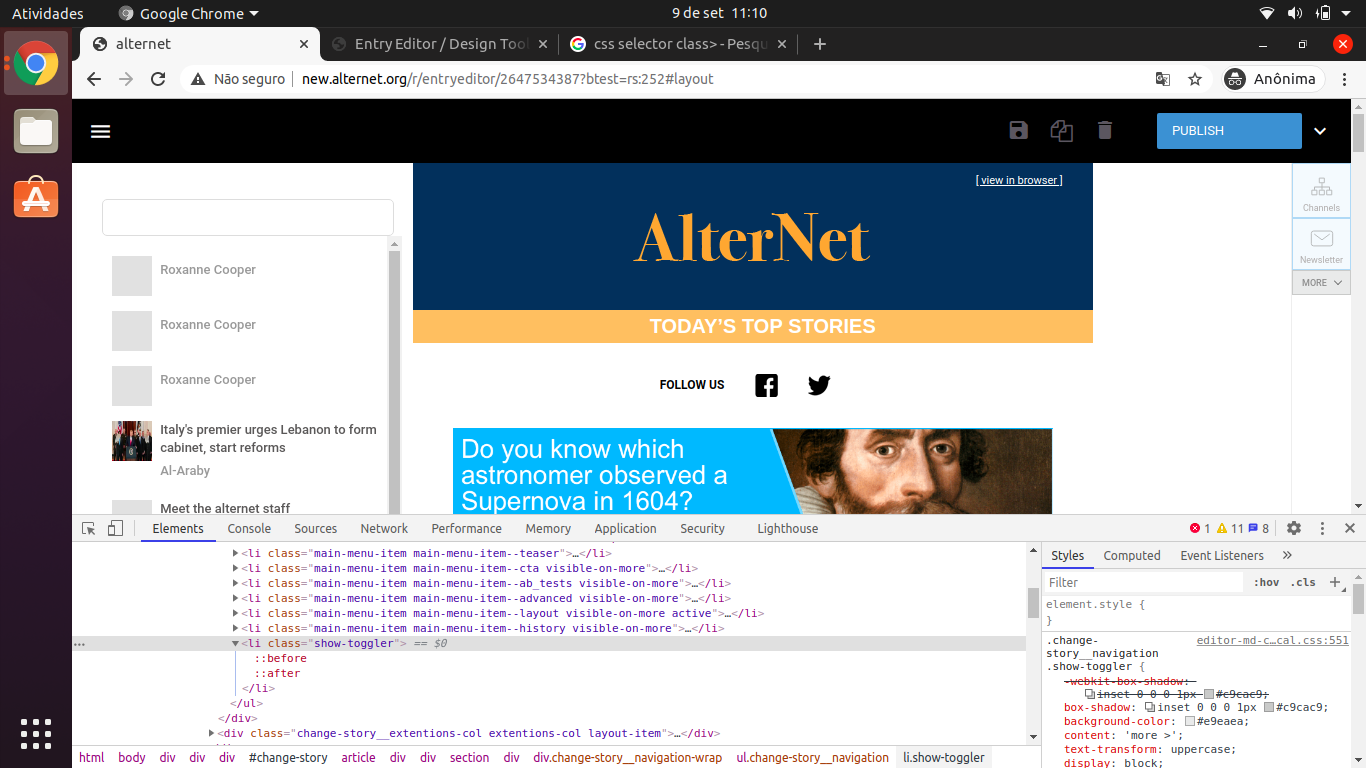 Atividades
Google Chrome
9 de set 11:10
alternet
Entry Editor / Design Tool
css selector class> - Pesqu
Não seguro
new.alternet.org/r/entryeditor/2647534387?btest=rs:252#layout
Anônima
PUBLISH
[ view in browser ]
AlterNet
TODAY'S TOP STORIES
FOLLOW US
Do you know which
astronomer observed a
Supernova in 1604?
Roxanne Cooper
Roxanne Cooper
Roxanne Cooper
Italy's premier urges Lebanon to form
cabinet, start reforms
Al-Araby
Meet the alternet staff
Channels
Newsletter
MORE
Elements Console Sources Network Performance Memory Application Security Lighthouse
1 11 8
<li class="main-menu-item main-menu-item--teaser">…</li>
<li class="main-menu-item main-menu-item--cta visible-on-more">…</li>
<li class="main-menu-item main-menu-item--ab_tests visible-on-more">…</li>
<li class="main-menu-item main-menu-item--advanced visible-on-more">…</li>
<li class="main-menu-item main-menu-item--layout visible-on-more active">…</li>
<li class="main-menu-item main-menu-item--history visible-on-more">…</li>
<li class="show-toggler"> == $0
::before
::after
</li>
</ul>
</div>
<div class="change-story__extentions-col extentions-col layout-item">…</div>
html body div div div #change-story article div div section div div.change-story__navigation-wrap ul.change-story__navigation li.show-toggler
Styles Computed Event Listeners »
Filter :hov .cls +
element.style {
}
.change- editor-md-c…cal.css:551
story__navigation
.show-toggler {
-webkit-box-shadow:
inset 0 0 0 1px #c9cac9;
box-shadow: inset 0 0 0 1px #c9cac9;
background-color: #e9eaea;
content: 'more >';
text-transform: uppercase;
display: block;